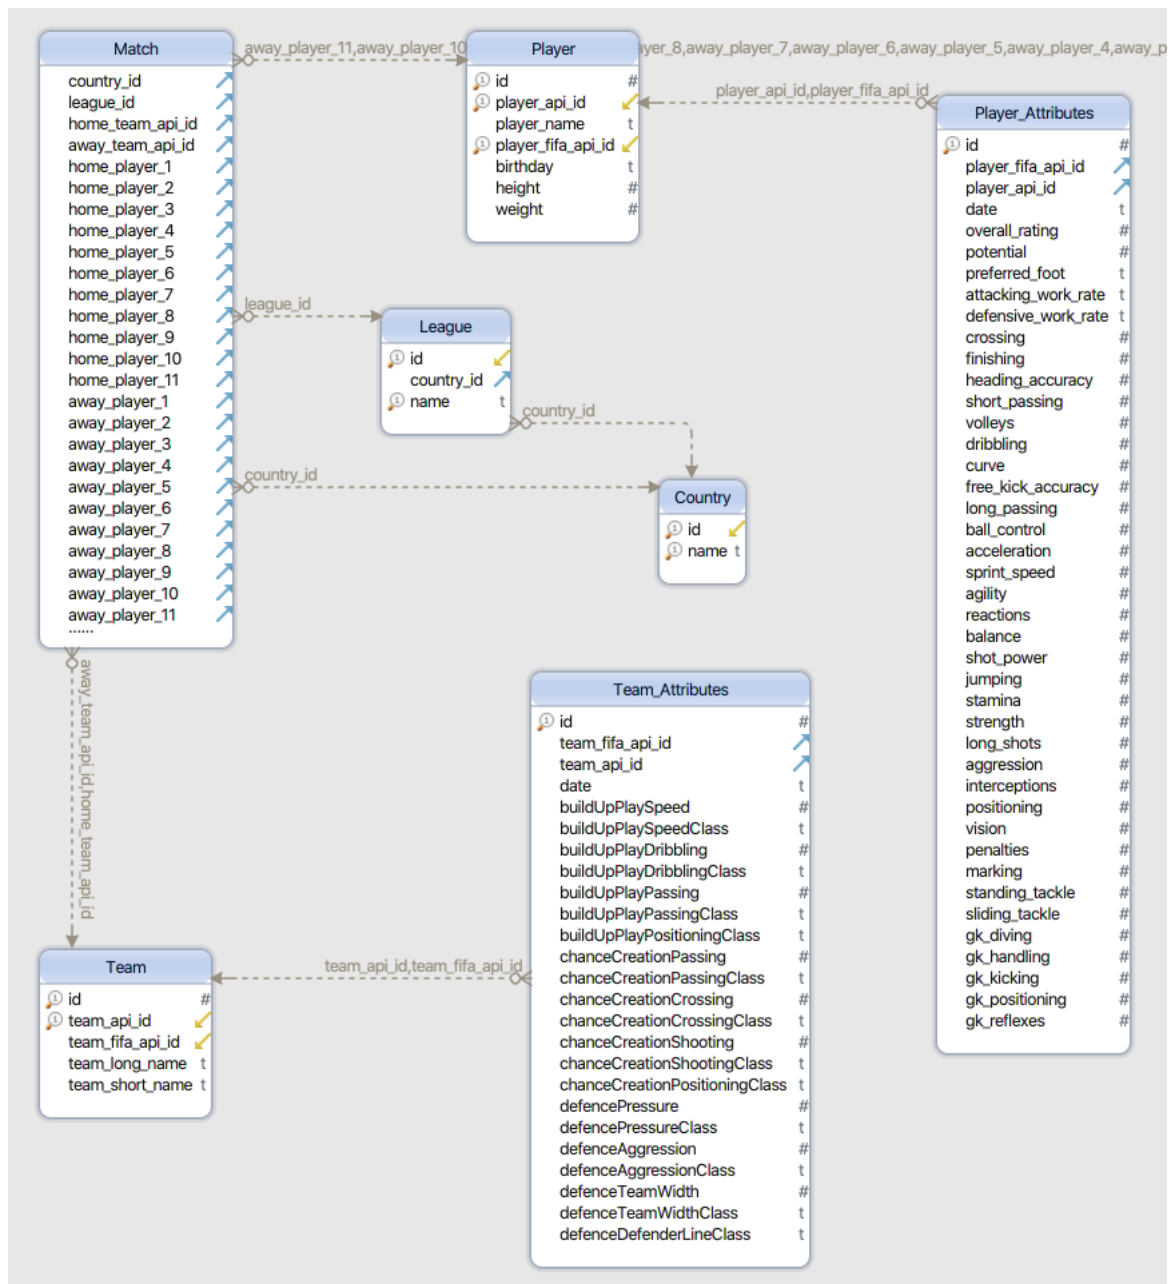 Match
country_id
league_id
home_team_api_id
away_team_api_id
home_player_1
home_player_2
home_player_3
home_player_4
home_player_5
home_player_6
home_player_7
home_player_8
home_player_9
home_player_10
home_player_11
away_player_1
away_player_2
away_player_3
away_player_4
away_player_5
away_player_6
away_player_7
away_player_8
away_player_9
away_player_10
away_player_11
......
away_player_11,away_player_10
yer_8,away_player_7,away_player_6,away_player_5,away_player_4,away_p
Player
id #
player_api_id
player_name t
player_fifa_api_id
birthday t
height #
weight #
player_api_id,player_fifa_api_id
Player_Attributes
id #
player_fifa_api_id
player_api_id
date t
overall_rating #
potential #
preferred_foot t
attacking_work_rate t
defensive_work_rate t
crossing #
finishing #
heading_accuracy #
short_passing #
volleys #
dribbling #
curve #
free_kick_accuracy #
long_passing #
ball_control #
acceleration #
sprint_speed #
agility #
reactions #
balance #
shot_power #
jumping #
stamina #
strength #
long_shots #
aggression #
interceptions #
positioning #
vision #
penalties #
marking #
standing_tackle #
sliding_tackle #
gk_diving #
gk_handling #
gk_kicking #
gk_positioning #
gk_reflexes #
league_id
League
id
country_id
name t
country_id
country_id
Country
id
name t
away_team_api_id,home_team_api_id
Team
id #
team_api_id
team_fifa_api_id
team_long_name t
team_short_name t
team_api_id,team_fifa_api_id
Team_Attributes
id #
team_fifa_api_id
team_api_id
date t
buildUpPlaySpeed #
buildUpPlaySpeedClass t
buildUpPlayDribbling #
buildUpPlayDribblingClass t
buildUpPlayPassing #
buildUpPlayPassingClass t
buildUpPlayPositioningClass t
chanceCreationPassing #
chanceCreationPassingClass t
chanceCreationCrossing #
chanceCreationCrossingClass t
chanceCreationShooting #
chanceCreationShootingClass t
chanceCreationPositioningClass t
defencePressure #
defencePressureClass t
defenceAggression #
defenceAggressionClass t
defenceTeamWidth #
defenceTeamWidthClass t
defenceDefenderLineClass t